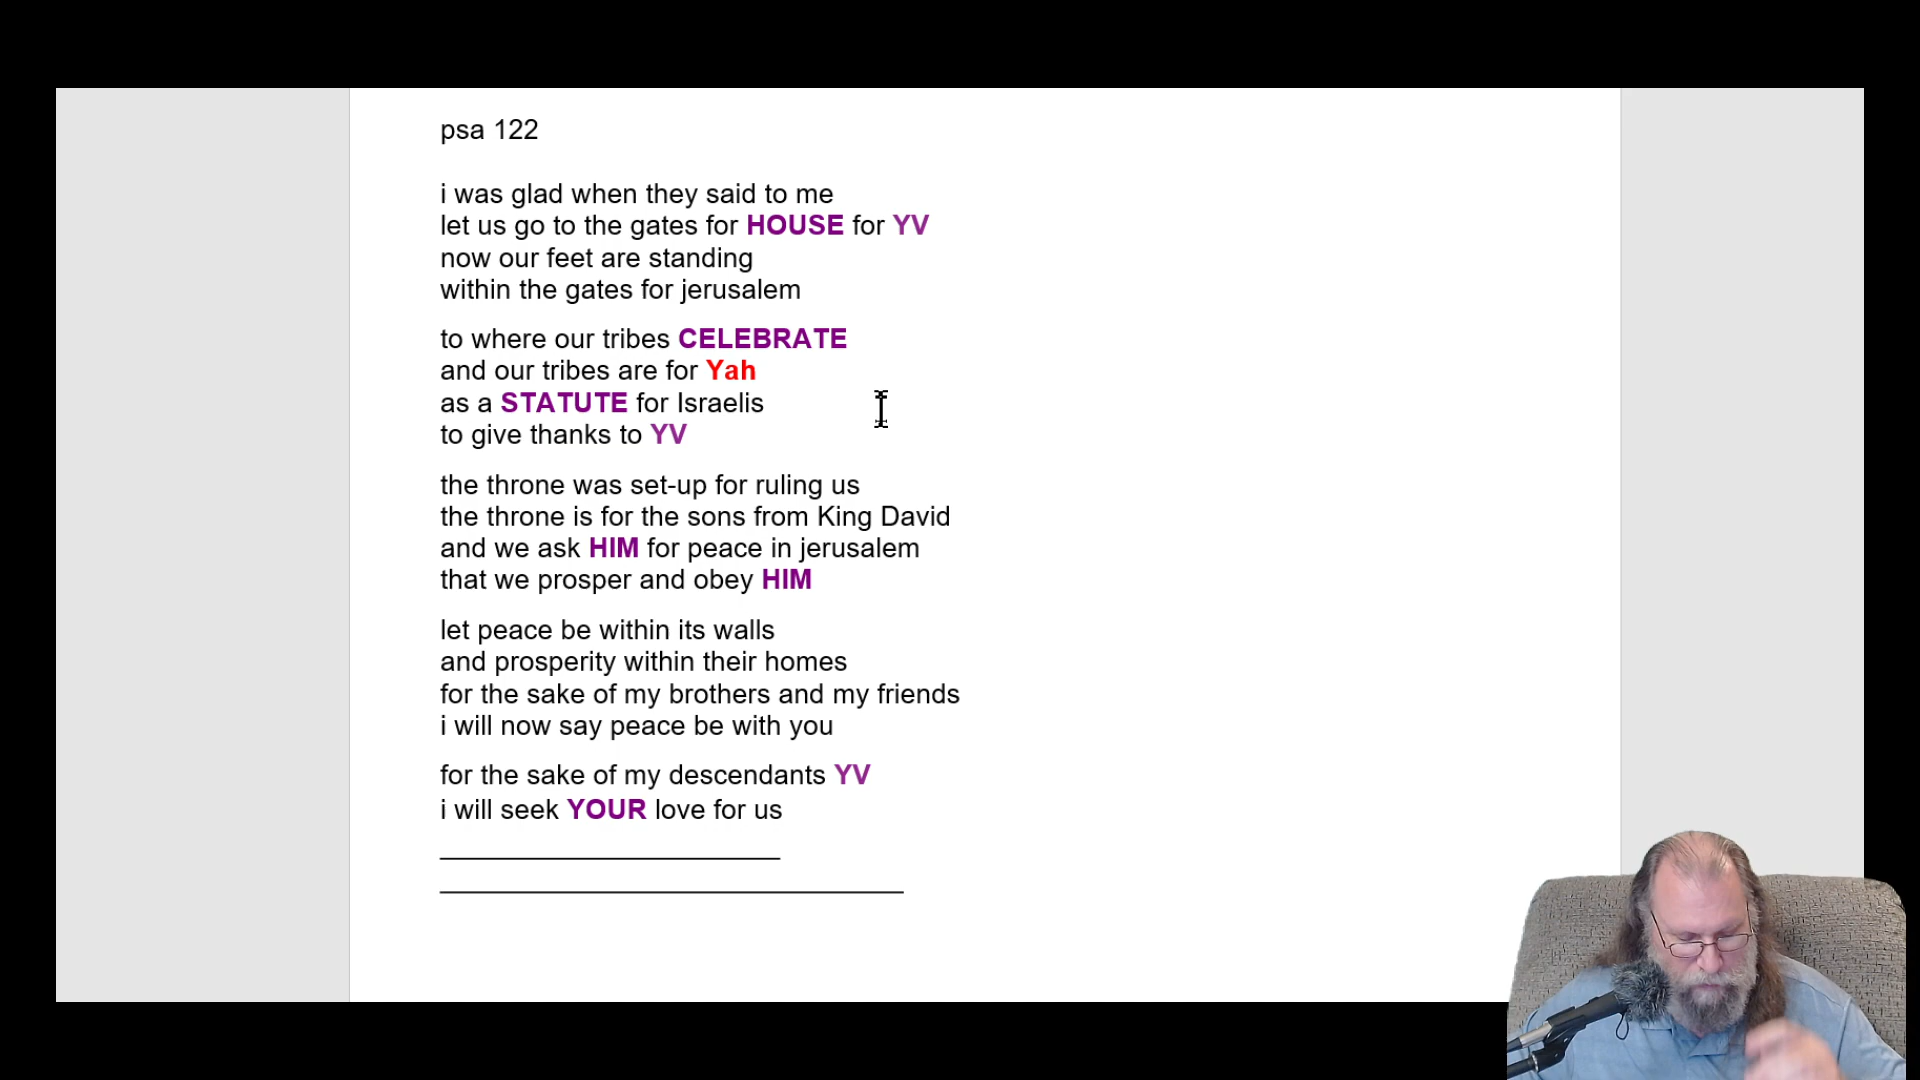 psa 122
i was glad when they said to me
let us go to the gates for HOUSE for YV
now our feet are standing
within the gates for jerusalem
to where our tribes CELEBRATE
and our tribes are for Yah
as a STATUTE for Israelis
to give thanks to YV
the throne was set-up for ruling us
the throne is for the sons from King David
and we ask HIM for peace in jerusalem
that we prosper and obey HIM
let peace be within its walls
and prosperity within their homes
for the sake of my brothers and my friends
i will now say peace be with you
for the sake of my descendants YV
i will seek YOUR love for us